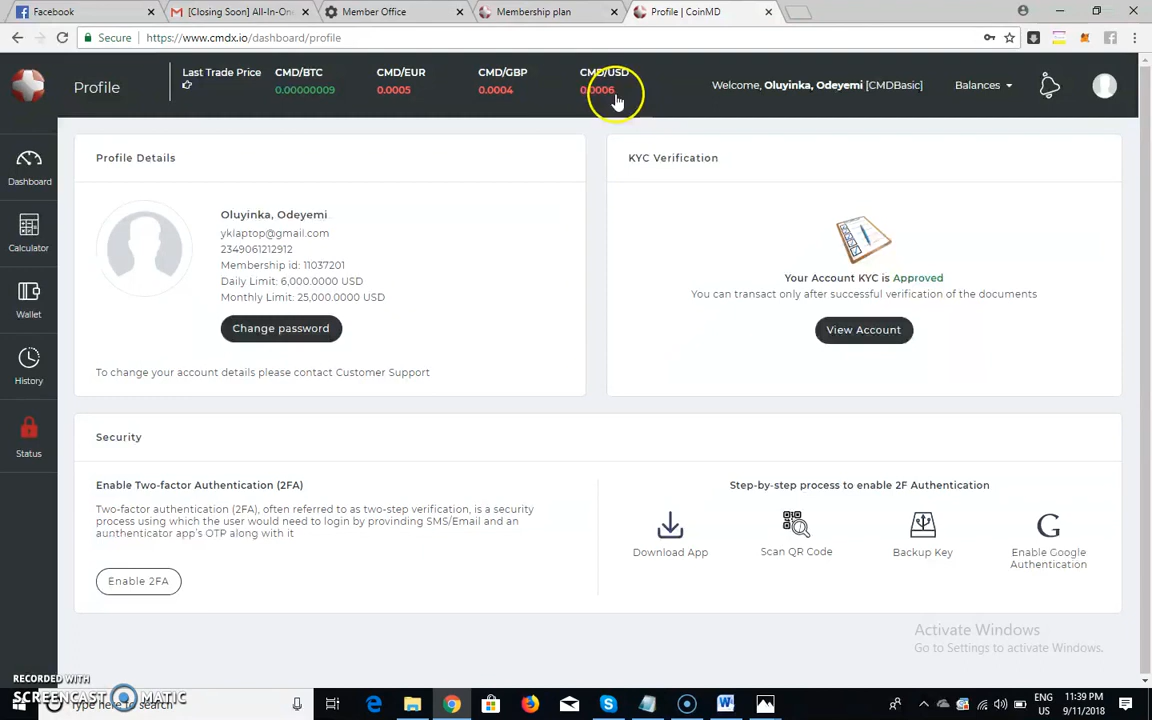 Facebook
[Closing Soon] All-In-On
Member Office
Membership plan
Profile | CoinMD
Secure
https://www.cmdx.io/dashboard/profile
Profile
Last Trade Price
CMD/BTC
0.00000009
CMD/EUR
0.0005
CMD/GBP
0.0004
CMD/USD
0.0006
Welcome, Oluyinka, Odeyemi [CMDBasic]
Balances
Dashboard
Calculator
Wallet
History
Status
Profile Details
Oluyinka, Odeyemi
yklaptop@gmail.com
2349061212912
Membership id: 11037201
Daily Limit: 6,000.0000 USD
Monthly Limit: 25,000.0000 USD
Change password
To change your account details please contact Customer Support
KYC Verification
Your Account KYC is Approved
You can transact only after successful verification of the documents
View Account
Security
Enable Two-factor Authentication (2FA)
Two-factor authentication (2FA), often referred to as two-step verification, is a security
process using which the user would need to login by provinding SMS/Email and an
aunthenticator app's OTP along with it
Enable 2FA
Step-by-step process to enable 2F Authentication
Download App
Scan QR Code
Backup Key
Enable Google
Authentication
Activate Windows
Go to Settings to activate Windows.
RECORDED WITH
SCREENCAST MATIC
Type here to search
ENG
US
11:39 PM
9/11/2018